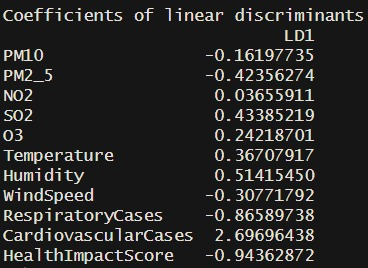 Coefficients of linear discriminants
LD1
PM10 -0.16197735
PM2_5 -0.42356274
NO2 0.03655911
SO2 0.43385219
O3 0.24218701
Temperature 0.36707917
Humidity 0.51415450
WindSpeed -0.30771792
RespiratoryCases -0.86589738
CardiovascularCases 2.69696438
HealthImpactScore -0.94362872